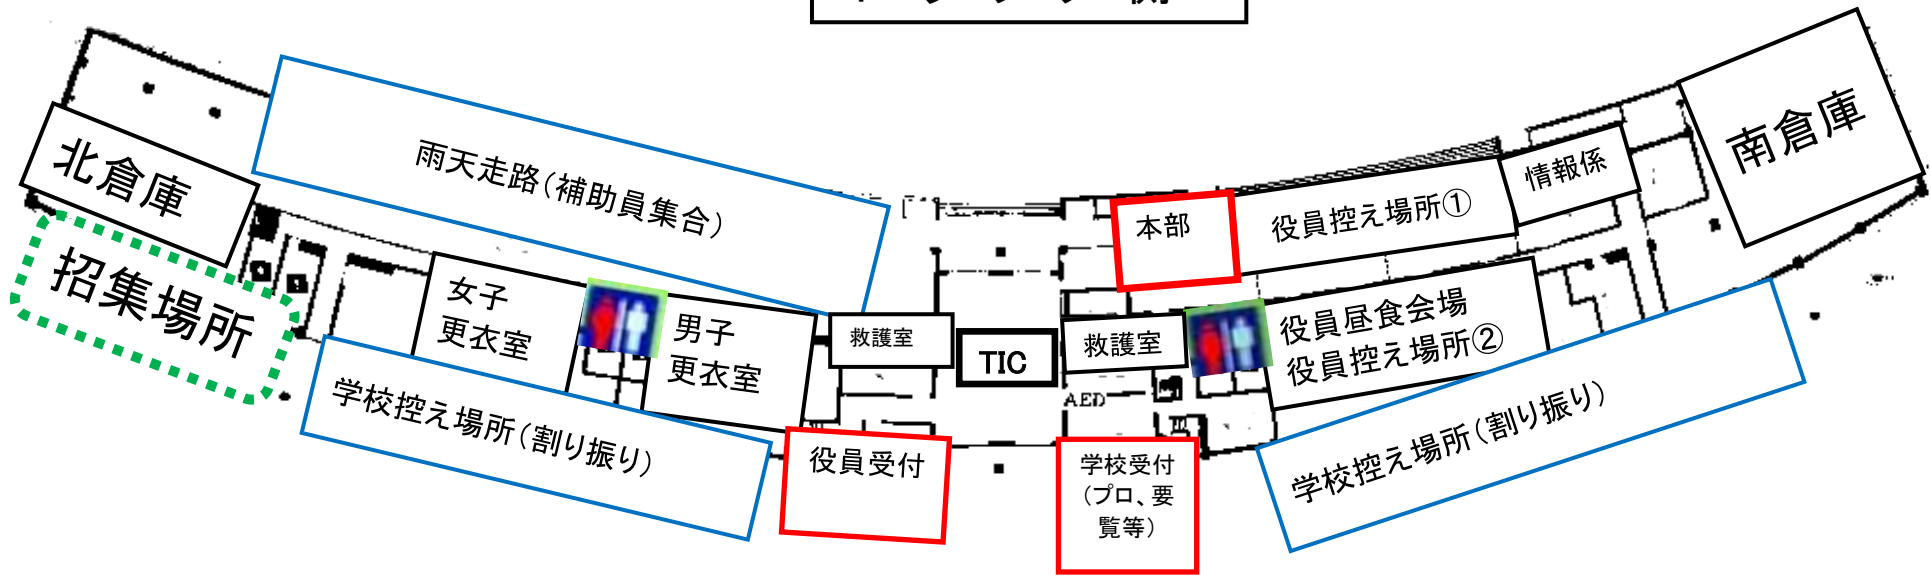 北倉庫
招集場所
雨天走路（補助員集合）
女子
更衣室
男子
更衣室
学校控え場所（割り振り）
救護室
TIC
救護室
AED
役員受付
学校受付
（プロ、要
覧等）
本部
役員控え場所①
情報係
南倉庫
役員昼食会場
役員控え場所②
学校控え場所（割り振り）